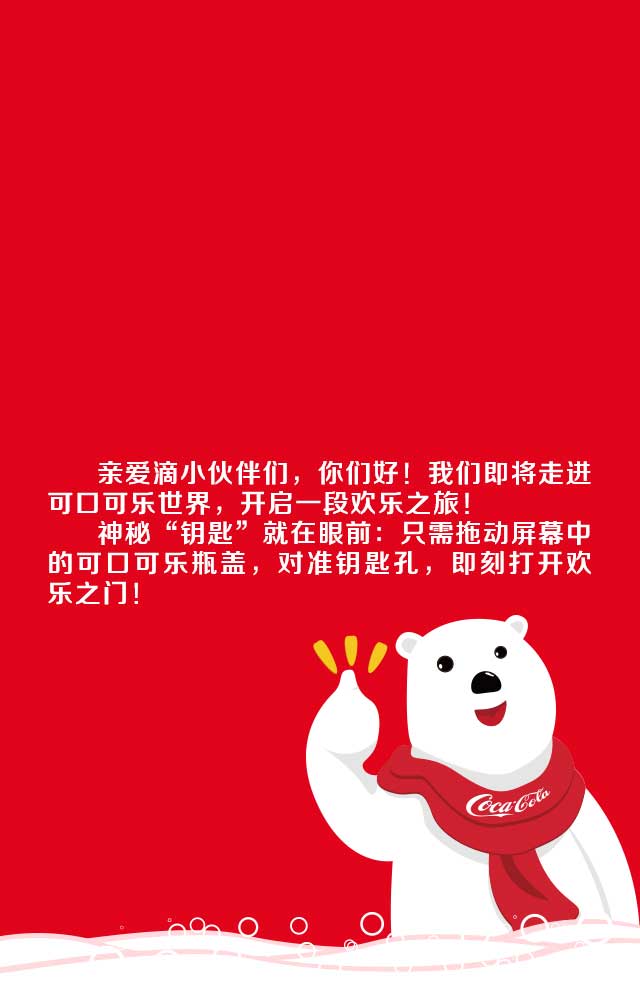 亲爱滴小伙伴们，你们好！我们即将走进
可口可乐世界，开启一段欢乐之旅！
神秘“钥匙”就在眼前：只需拖动屏幕中
的可口可乐瓶盖，对准钥匙孔，即刻打开欢
乐之门！
Coca-Cola